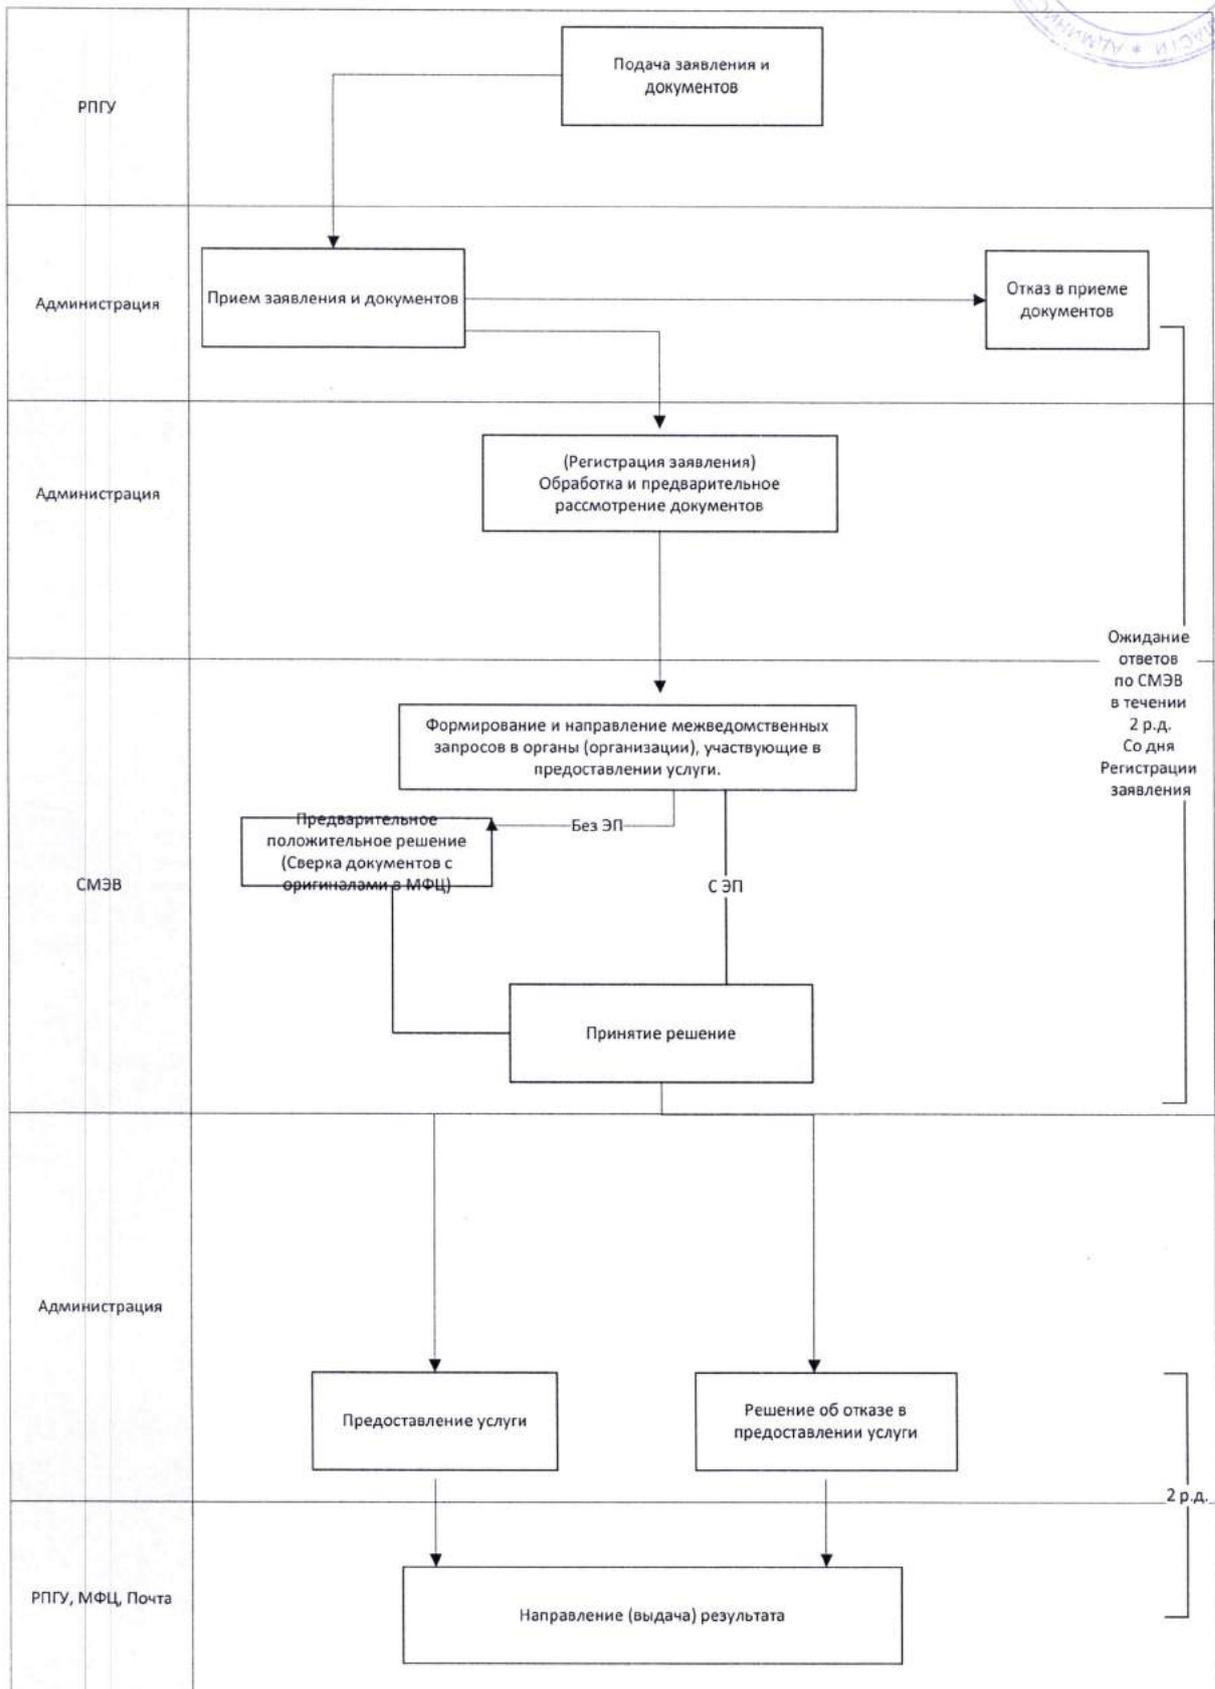 ЛАСТИ * АДМИНИС
РПГУ
Подача заявления и
документов
Администрация
Прием заявления и документов
Отказ в приеме
документов
Администрация
(Регистрация заявления)
Обработка и предварительное
рассмотрение документов
Ожидание
ответов
по СМЭВ
в течении
2 р.д.
Со дня
Регистрации
заявления
СМЭВ
Формирование и направление межведомственных
запросов в органы (организации), участвующие в
предоставлении услуги.
Без ЭП
Предварительное
положительное решение
(Сверка документов с
оригиналами в МФЦ)
С ЭП
Принятие решение
Администрация
Предоставление услуги
Решение об отказе в
предоставлении услуги
2 р.д.
РПГУ, МФЦ, Почта
Направление (выдача) результата